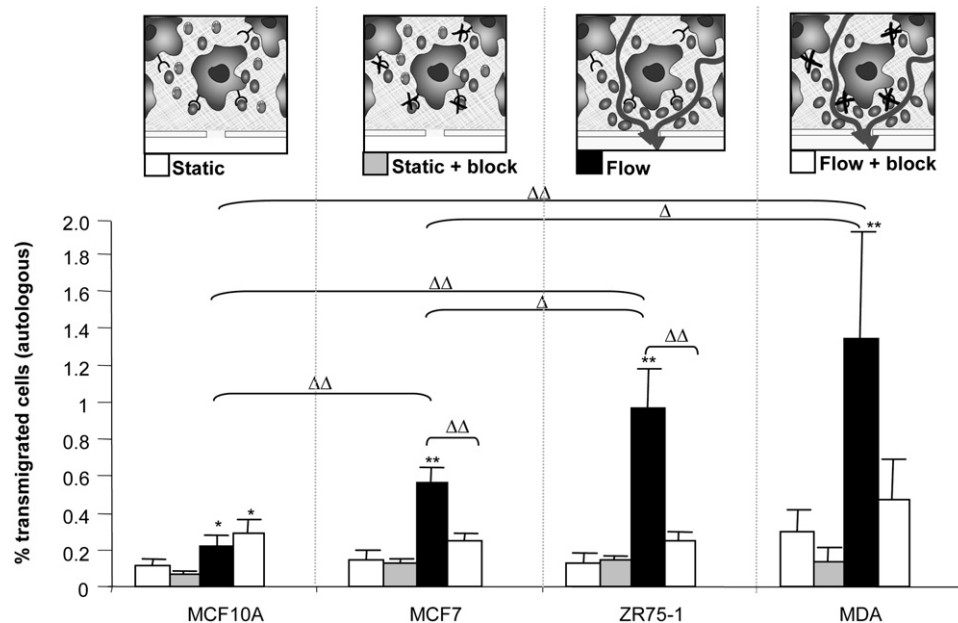 Static
Static + block
Flow
Flow + block
% transmigrated cells (autologous)
2.0
1.8
1.6
1.4
1.2
1
0.8
0.6
0.4
0.2
0
ΔΔ
Δ
**
ΔΔ
Δ
**
ΔΔ
ΔΔ
ΔΔ
**
*
*
MCF10A
MCF7
ZR75-1
MDA